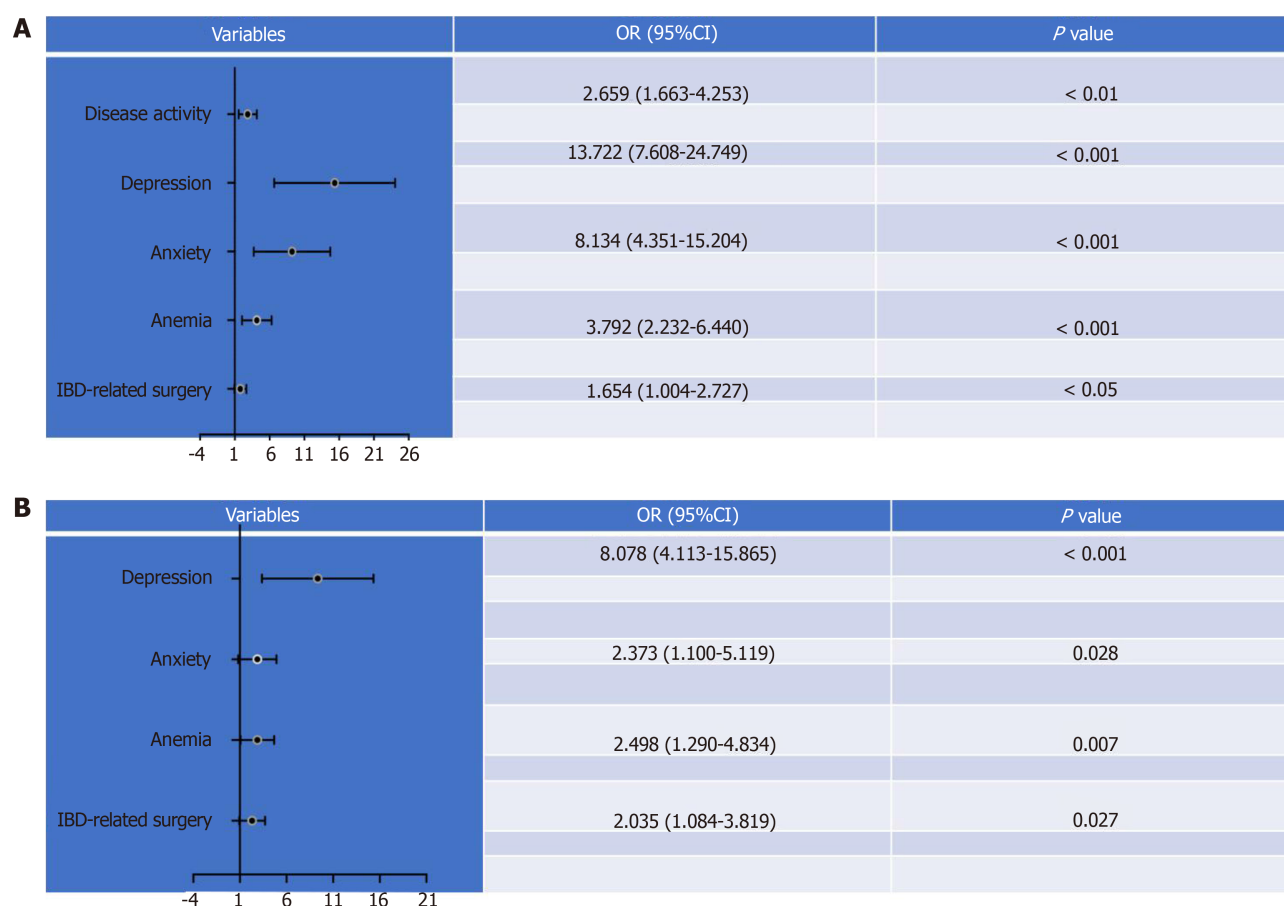 A
Variables OR (95%CI) P value
Disease activity 2.659 (1.663-4.253) < 0.01
Depression 13.722 (7.608-24.749) < 0.001
Anxiety 8.134 (4.351-15.204) < 0.001
Anemia 3.792 (2.232-6.440) < 0.001
IBD-related surgery 1.654 (1.004-2.727) < 0.05
-4 1 6 11 16 21 26
B
Variables OR (95%CI) P value
Depression 8.078 (4.113-15.865) < 0.001
Anxiety 2.373 (1.100-5.119) 0.028
Anemia 2.498 (1.290-4.834) 0.007
IBD-related surgery 2.035 (1.084-3.819) 0.027
-4 1 6 11 16 21